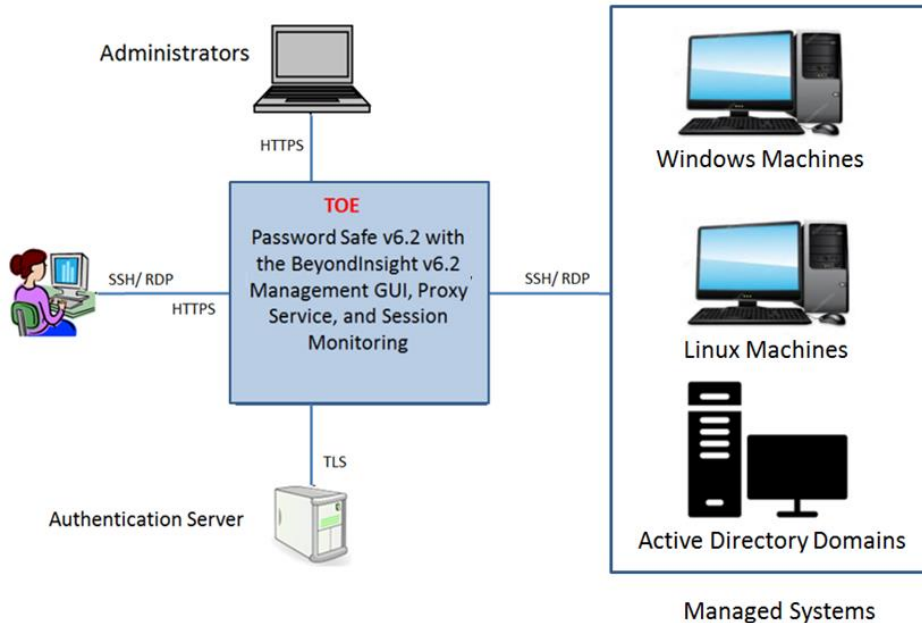 Administrators
HTTPS
Windows Machines
TOE
Password Safe v6.2 with
the BeyondInsight v6.2
Management GUI, Proxy
Service, and Session
Monitoring
SSH/ RDP
HTTPS
SSH/ RDP
Linux Machines
TLS
Authentication Server
Active Directory Domains
Managed Systems